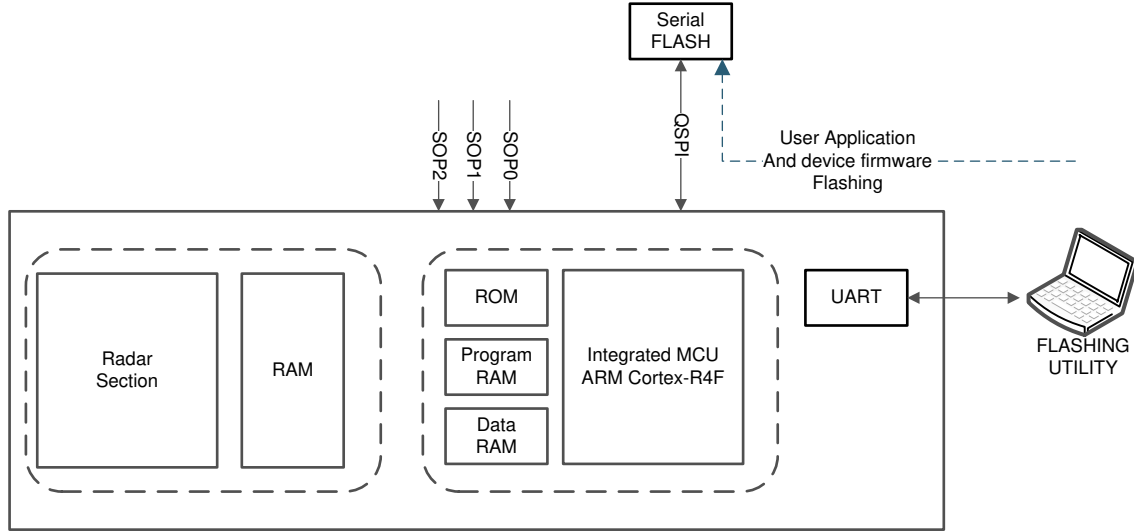 Serial
FLASH
SOP2
SOP1
SOP0
QSPI
User Application
And device firmware
Flashing
Radar
Section
RAM
ROM
Program
RAM
Data
RAM
Integrated MCU
ARM Cortex-R4F
UART
FLASHING
UTILITY